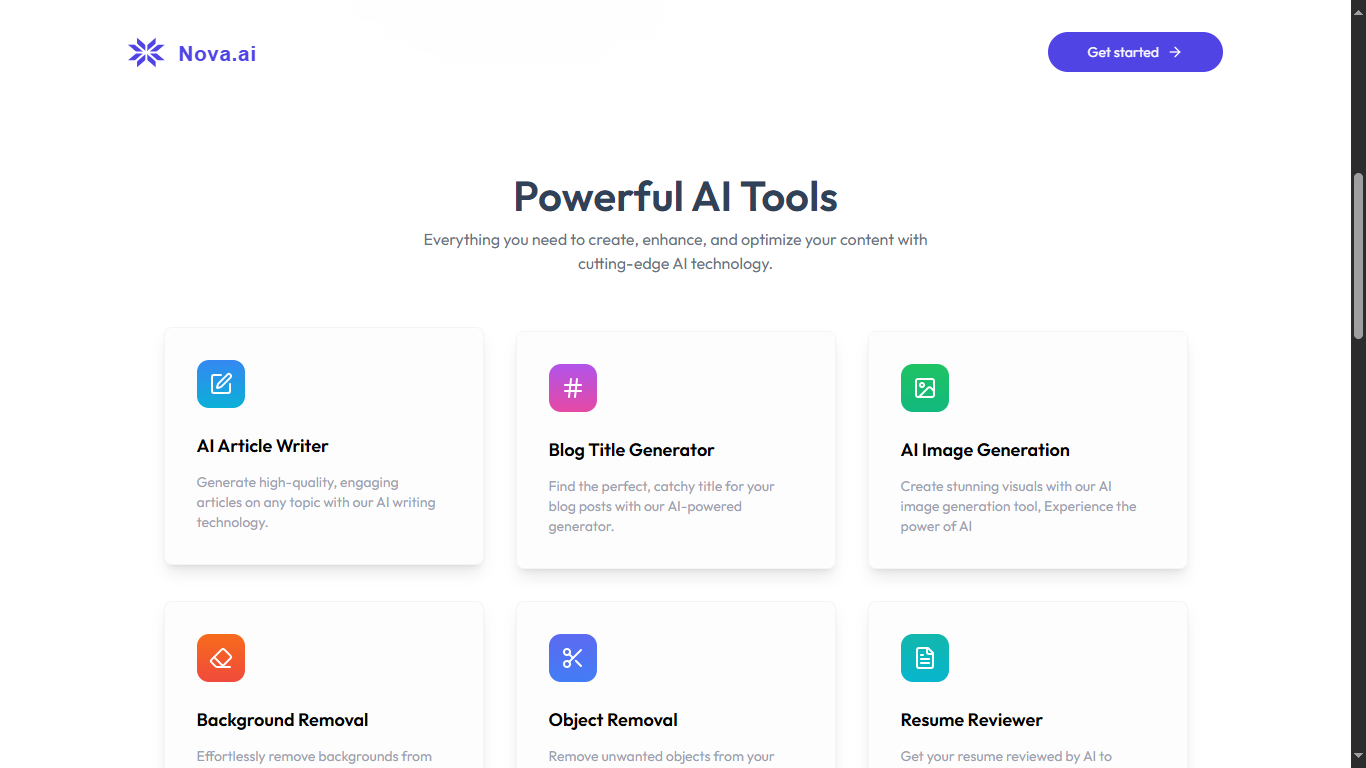 Nova.ai
Get started
Powerful AI Tools
Everything you need to create, enhance, and optimize your content with
cutting-edge AI technology.
AI Article Writer
Generate high-quality, engaging
articles on any topic with our AI writing
technology.
Blog Title Generator
Find the perfect, catchy title for your
blog posts with our AI-powered
generator.
AI Image Generation
Create stunning visuals with our AI
image generation tool, Experience the
power of AI
Background Removal
Effortlessly remove backgrounds from
Object Removal
Remove unwanted objects from your
Resume Reviewer
Get your resume reviewed by AI to